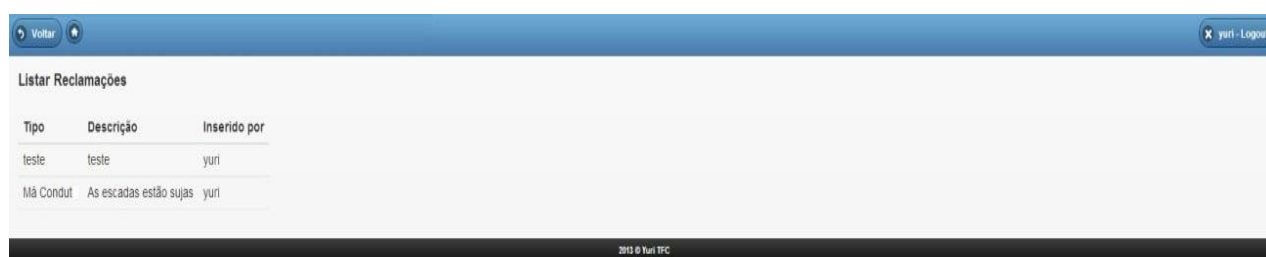 Voltar yuri - Logou
Listar Reclamações
Tipo Descrição Inserido por
teste teste yuri
Má Condut As escadas estão sujas yuri
2013 © Yuri TFC